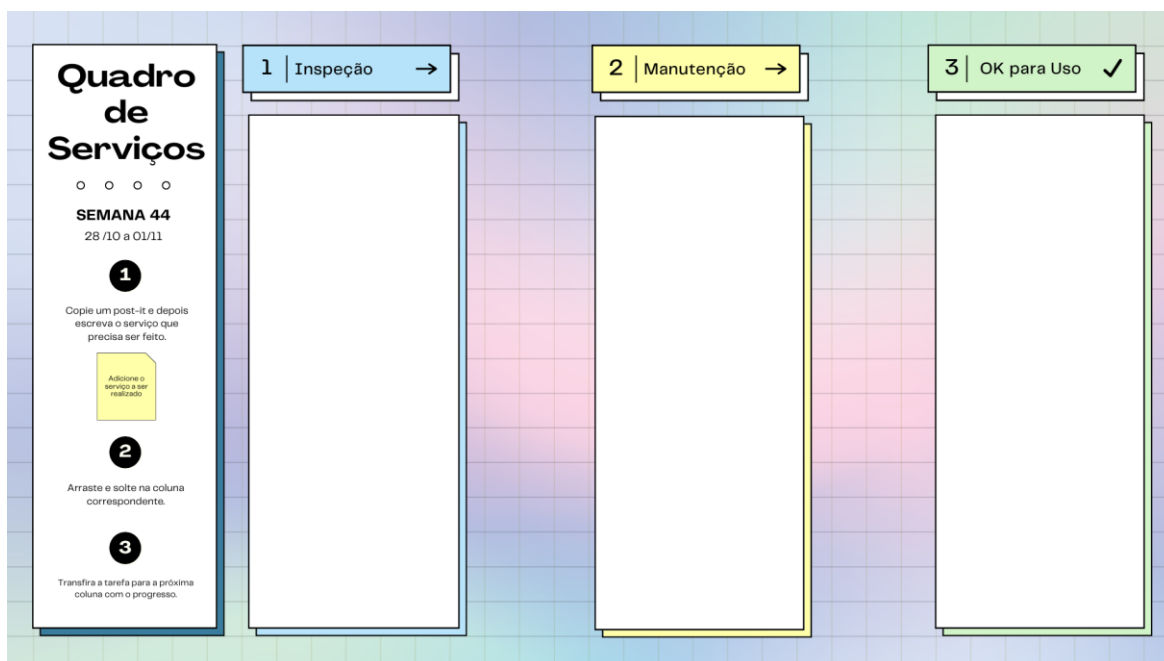 Quadro
de
Serviços
SEMANA 44
28 /10 a 01/11
1
Copie um post-it e depois
escreva o serviço que
precisa ser feito.
Adicione o
serviço a ser
realizado
2
Arraste e solte na coluna
correspondente.
3
Transfira a tarefa para a próxima
coluna com o progresso.
1 Inspeção →
2 Manutenção →
3 OK para Uso ✓